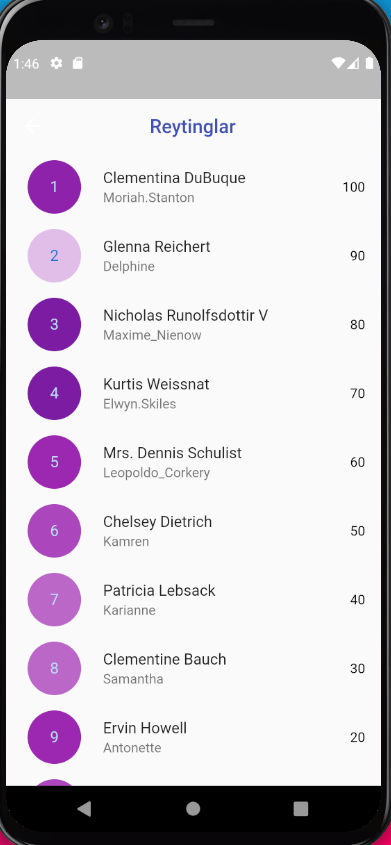 1:46
Reytinglar
1
Clementina DuBuque
Moriah.Stanton
100
2
Glenna Reichert
Delphine
90
3
Nicholas Runolfsdottir V
Maxime_Nienow
80
4
Kurtis Weissnat
Elwyn.Skiles
70
5
Mrs. Dennis Schulist
Leopoldo_Corkery
60
6
Chelsey Dietrich
Kamren
50
7
Patricia Lebsack
Karianne
40
8
Clementine Bauch
Samantha
30
9
Ervin Howell
Antonette
20